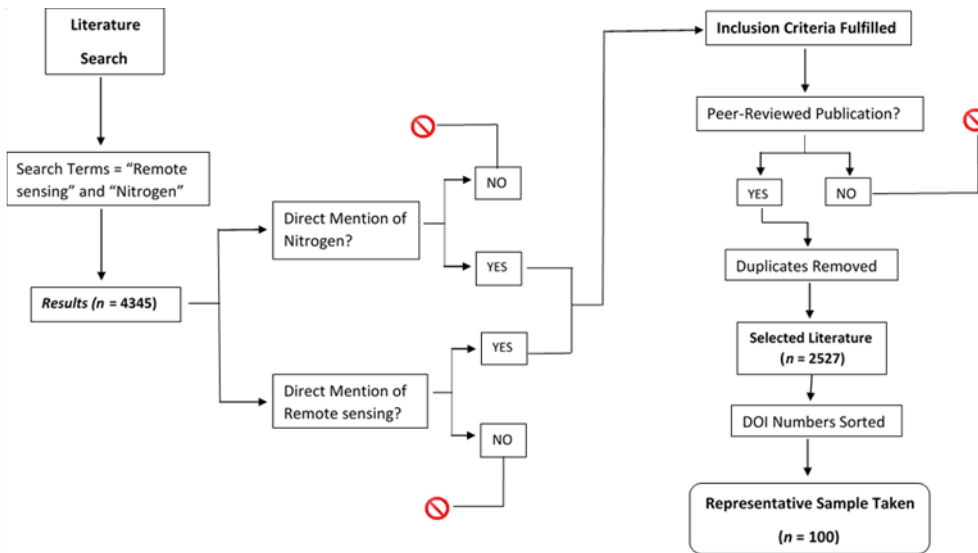 Literature
Search
Search Terms = “Remote
sensing” and “Nitrogen”
Results (n = 4345)
Direct Mention of
Nitrogen?
NO
YES
Direct Mention of
Remote sensing?
YES
NO
Inclusion Criteria Fulfilled
Peer-Reviewed Publication?
YES
NO
Duplicates Removed
Selected Literature
(n = 2527)
DOI Numbers Sorted
Representative Sample Taken
(n = 100)